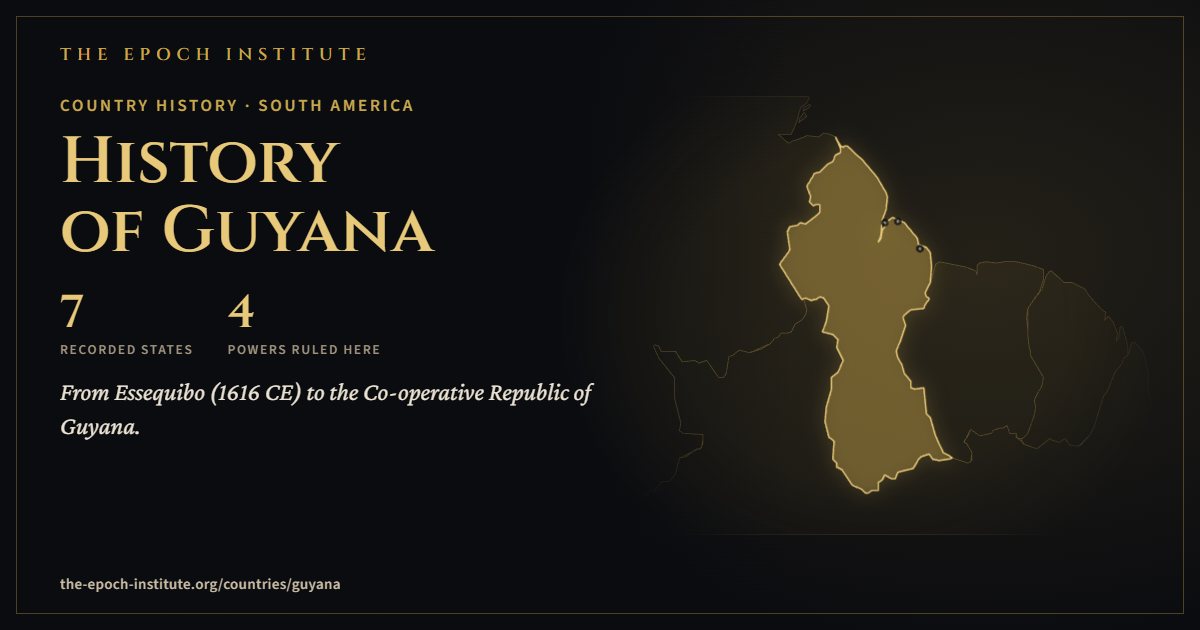 THE EPOCH INSTITUTE
COUNTRY HISTORY · SOUTH AMERICA
History
of Guyana
7
4
RECORDED STATES
POWERS RULED HERE
From Essequibo (1616 CE) to the Co-operative Republic of
Guyana.
the-epoch-institute.org/countries/guyana